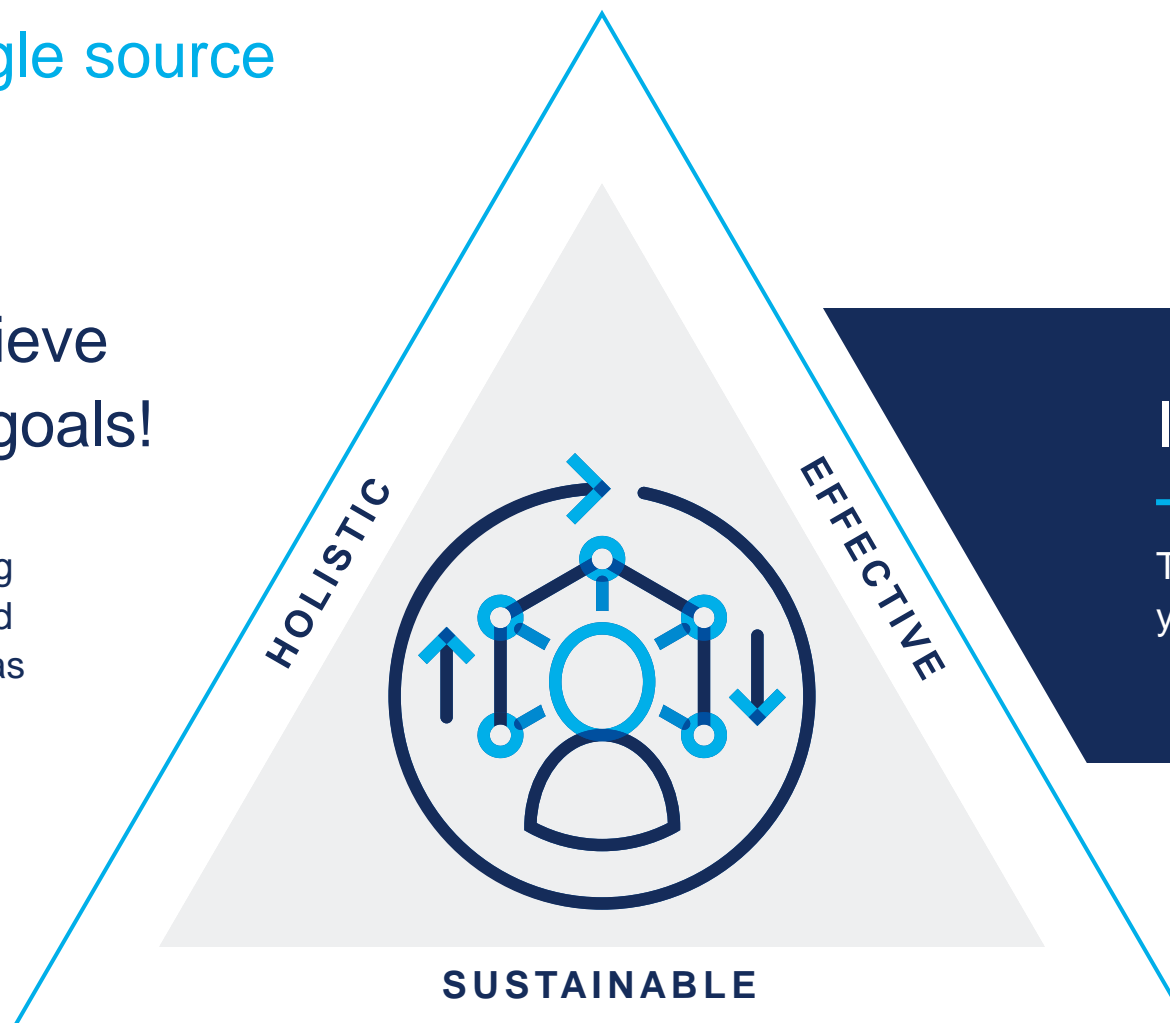 gle source
ieve
goals!
g
d
as
HOLISTIC
EFFECTIVE
SUSTAINABLE
T
y